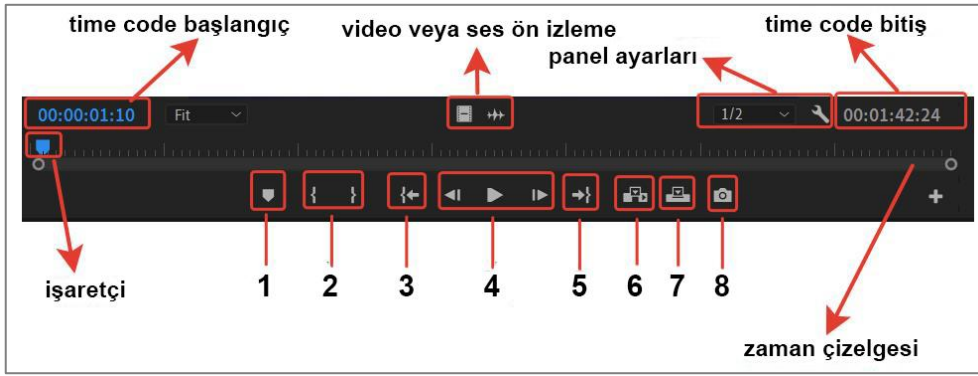 time code başlangıç
video veya ses ön izleme
time code bitiş
panel ayarları
00:00:01:10
Fit
1/2
00:01:42:24
1
2
3
4
5
6
7
8
işaretçi
zaman çizelgesi